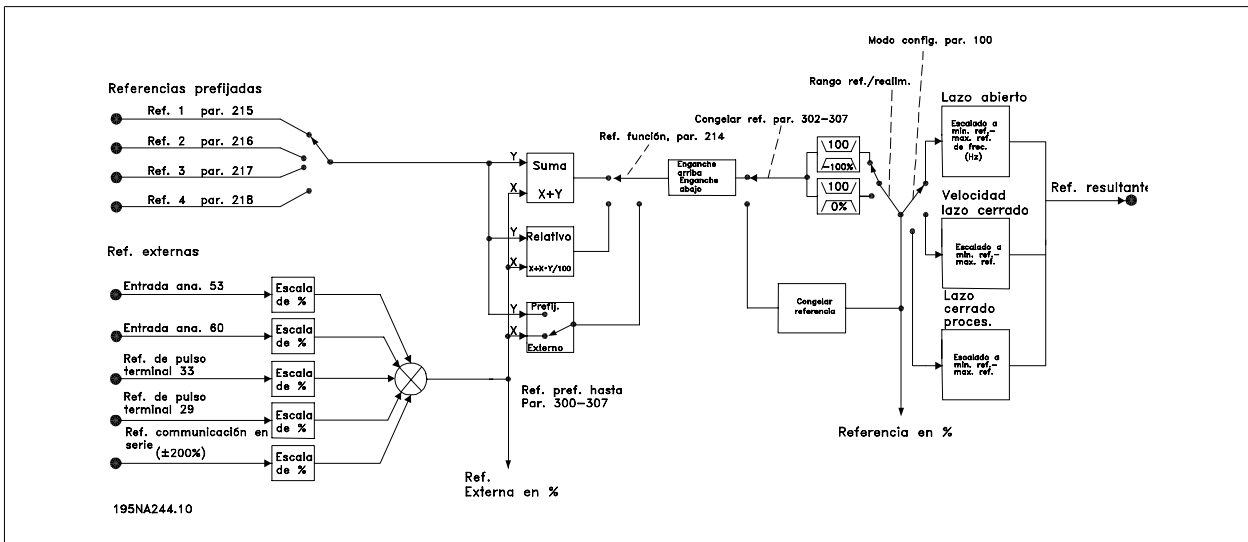 Modo config. par. 100
Rango ref./realim.
Referencias prefijadas
Ref. 1 par. 215
Ref. 2 par. 216
Ref. 3 par. 217
Ref. 4 par. 218
Ref. externas
Entrada ana. 53
Entrada ana. 60
Ref. de pulso
terminal 33
Ref. de pulso
terminal 29
Ref. communicación en
serie
(±200%)
Escala
de %
Escala
de %
Escala
de %
Escala
de %
Escala
de %
Y
Suma
X
X+Y
Y
Relativo
X
X+X·Y/100
Y
Prefij.
X
Externo
Ref. pref. hasta
Par. 300-307
Ref.
Externa en %
Ref. función, par. 214
Congelar ref. par. 302-307
Enganche
arriba
Enganche
abajo
100
-100%
100
0%
Congelar
referencia
Referencia en %
Lazo abierto
Escalado a
min. ref.-
max. ref.
de frec.
(Hz)
Velocidad
lazo cerrado
Escalado a
min. ref.-
max. ref.
Lazo
cerrado
proces.
Escalado a
min. ref.-
max. ref.
Ref. resultante
195NA244.10